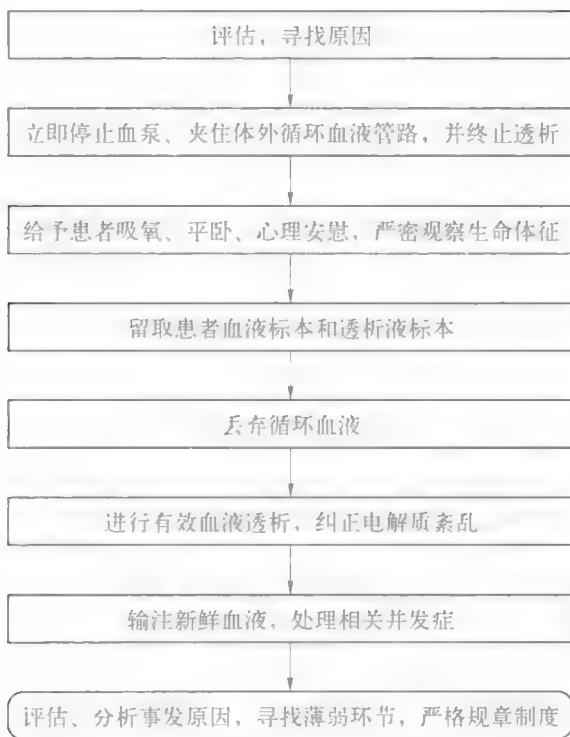 评估，寻找原因
立即停止血泵、夹住体外循环血液管路，并终止透析
给予患者吸氧、平卧、心理安慰，严密观察生命体征
留取患者血液标本和透析液标本
丢弃循环血液
进行有效血液透析，纠正电解质紊乱
输注新鲜血液，处理相关并发症
评估、分析事发原因，寻找薄弱环节，严格规章制度